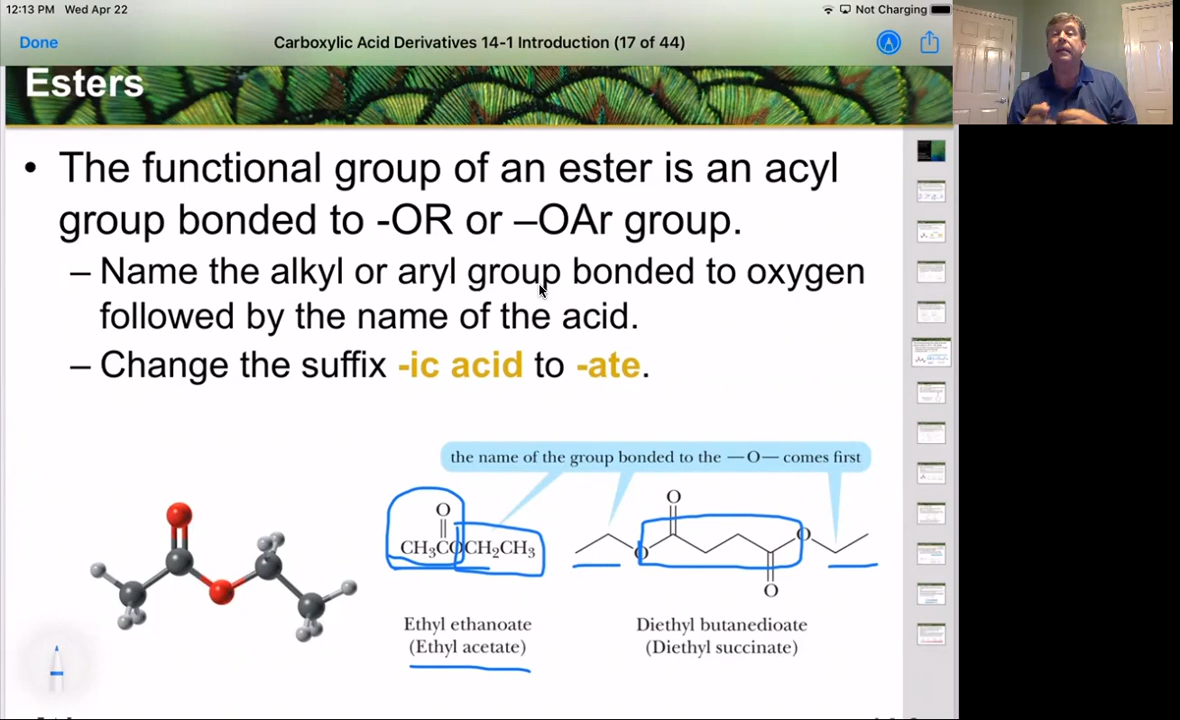 12:13 PM Wed Apr 22
Not Charging
Done
Carboxylic Acid Derivatives 14-1 Introduction (17 of 44)
Esters
• The functional group of an ester is an acyl
group bonded to -OR or –OAr group.
– Name the alkyl or aryl group bonded to oxygen
followed by the name of the acid.
– Change the suffix -ic acid to -ate.
the name of the group bonded to the —O— comes first
O
O
CH₃COCH₂CH₃
O
O
O
Ethyl ethanoate
(Ethyl acetate)
Diethyl butanedioate
(Diethyl succinate)